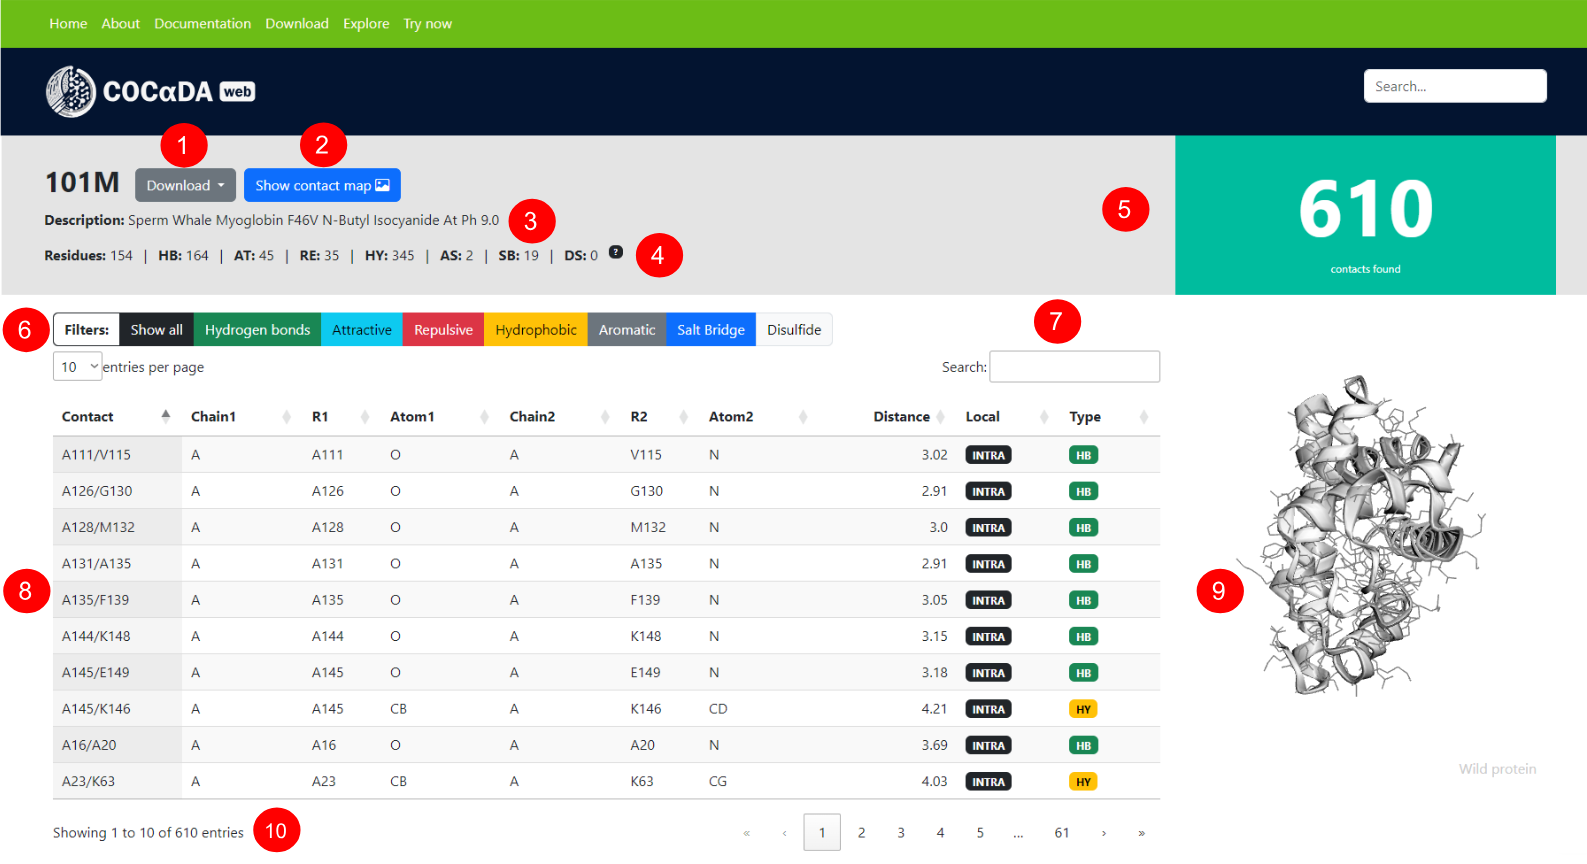 Home About Documentation Download Explore Try now
COCαDA web
Search...
1
2
101M Download Show contact map
Description: Sperm Whale Myoglobin F46V N-Butyl Isocyanide At Ph 9.0 3
Residues: 154 | HB: 164 | AT: 45 | RE: 35 | HY: 345 | AS: 2 | SB: 19 | DS: 0 ? 4
5
610
contacts found
6 Filters: Show all Hydrogen bonds Attractive Repulsive Hydrophobic Aromatic Salt Bridge Disulfide
7
10 entries per page Search:
Contact Chain1 R1 Atom1 Chain2 R2 Atom2 Distance Local Type
A111/V115 A A111 O A V115 N 3.02 INTRA HB
A126/G130 A A126 O A G130 N 2.91 INTRA HB
A128/M132 A A128 O A M132 N 3.0 INTRA HB
A131/A135 A A131 O A A135 N 2.91 INTRA HB
8
A135/F139 A A135 O A F139 N 3.05 INTRA HB
A144/K148 A A144 O A K148 N 3.15 INTRA HB
A145/E149 A A145 O A E149 N 3.18 INTRA HB
A145/K146 A A145 CB A K146 CD 4.21 INTRA HY
A16/A20 A A16 O A A20 N 3.69 INTRA HB
A23/K63 A A23 CB A K63 CG 4.03 INTRA HY
9
Wild protein
Showing 1 to 10 of 610 entries 10
« ‹ 1 2 3 4 5 ... 61 › »